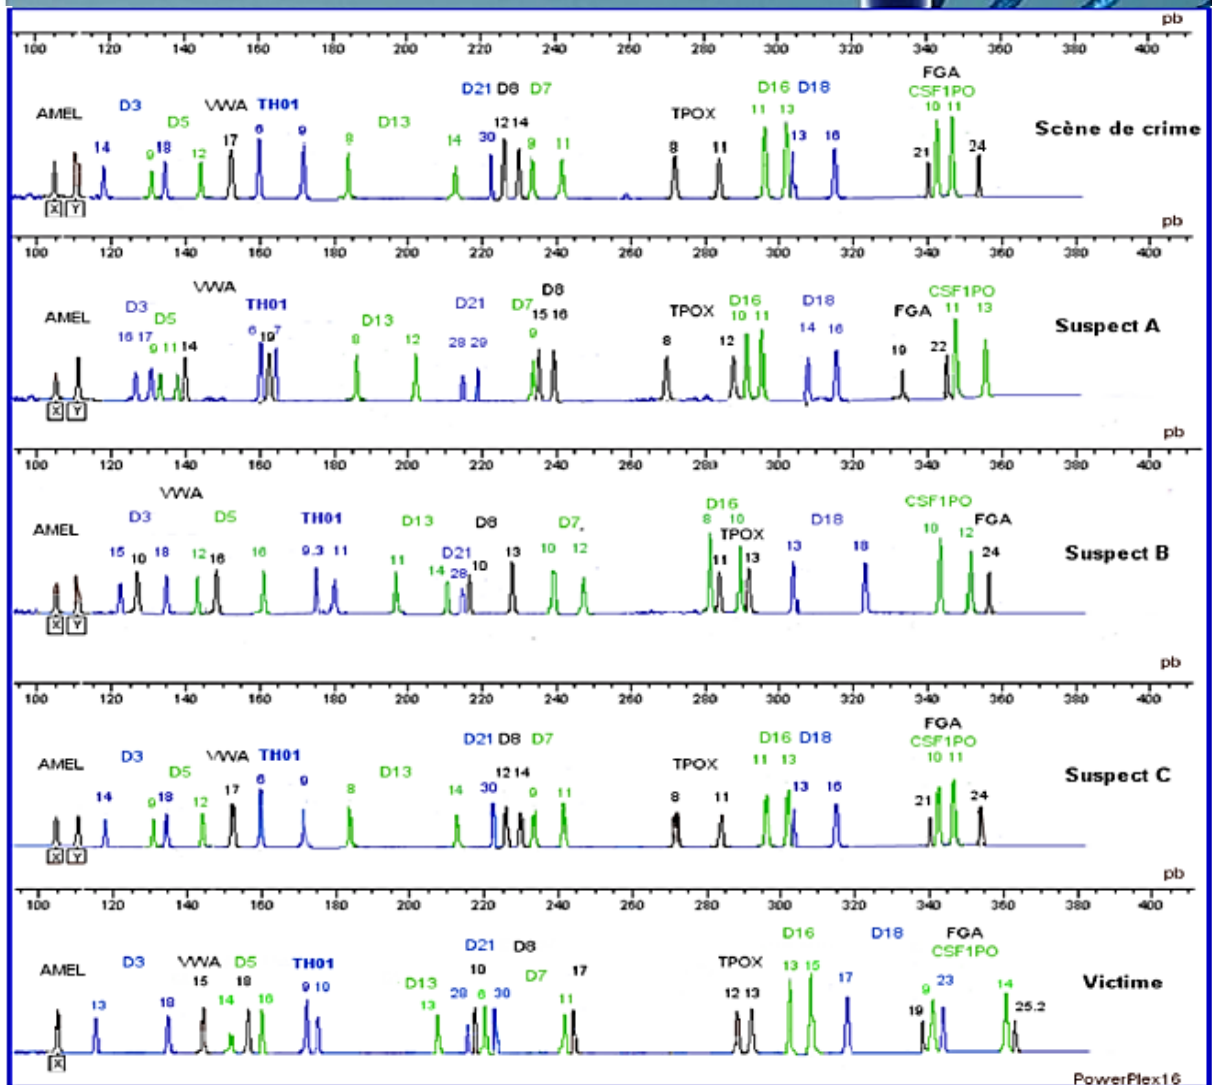 pb
100 120 140 160 180 200 220 240 260 280 300 320 340 360 380 400
FGA
D3 VWA TH01 D21 D8 D7 D16 D18 CSF1PO
AMEL D5 D13 TPOX
14 9 18 12 17 6 9 8 14 30 12 14 9 11 8 11 11 13 13 16 21 10 11 24
Scène de crime
X Y
pb
100 120 140 160 180 200 220 240 260 280 300 320 340 360 380 400
VWA D8
D3 TH01 D21 D7 D16 D18 CSF1PO
AMEL D5 D13 TPOX FGA
16 17 9 11 14 6 19 7 8 12 28 29 9 15 16 8 12 10 11 14 16 19 22 11 13
Suspect A
X Y
pb
100 120 140 160 180 200 220 240 260 280 300 320 340 360 380 400
VWA
D16 CSF1PO
AMEL D3 D5 TH01 D13 D8 D7 TPOX D18 FGA
D21
15 10 18 12 16 16 9.3 11 11 14 28 10 13 10 12 8 11 10 13 13 18 10 12 24
Suspect B
X Y
pb
100 120 140 160 180 200 220 240 260 280 300 320 340 360 380 400
FGA
D3 VWA TH01 D21 D8 D7 D16 D18 CSF1PO
AMEL D5 D13 TPOX
14 9 18 12 17 6 9 8 14 30 12 14 9 11 8 11 11 13 13 16 21 10 11 24
Suspect C
X Y
pb
100 120 140 160 180 200 220 240 260 280 300 320 340 360 380 400
D16 D18 FGA
D21 D8 CSF1PO
AMEL D3 VWA D5 TH01 D13 D7 TPOX
13 18 15 14 18 16 9 10 13 28 10 6 30 11 17 12 13 13 15 17 19 9 23 14 25.2
Victime
X
PowerPlex16